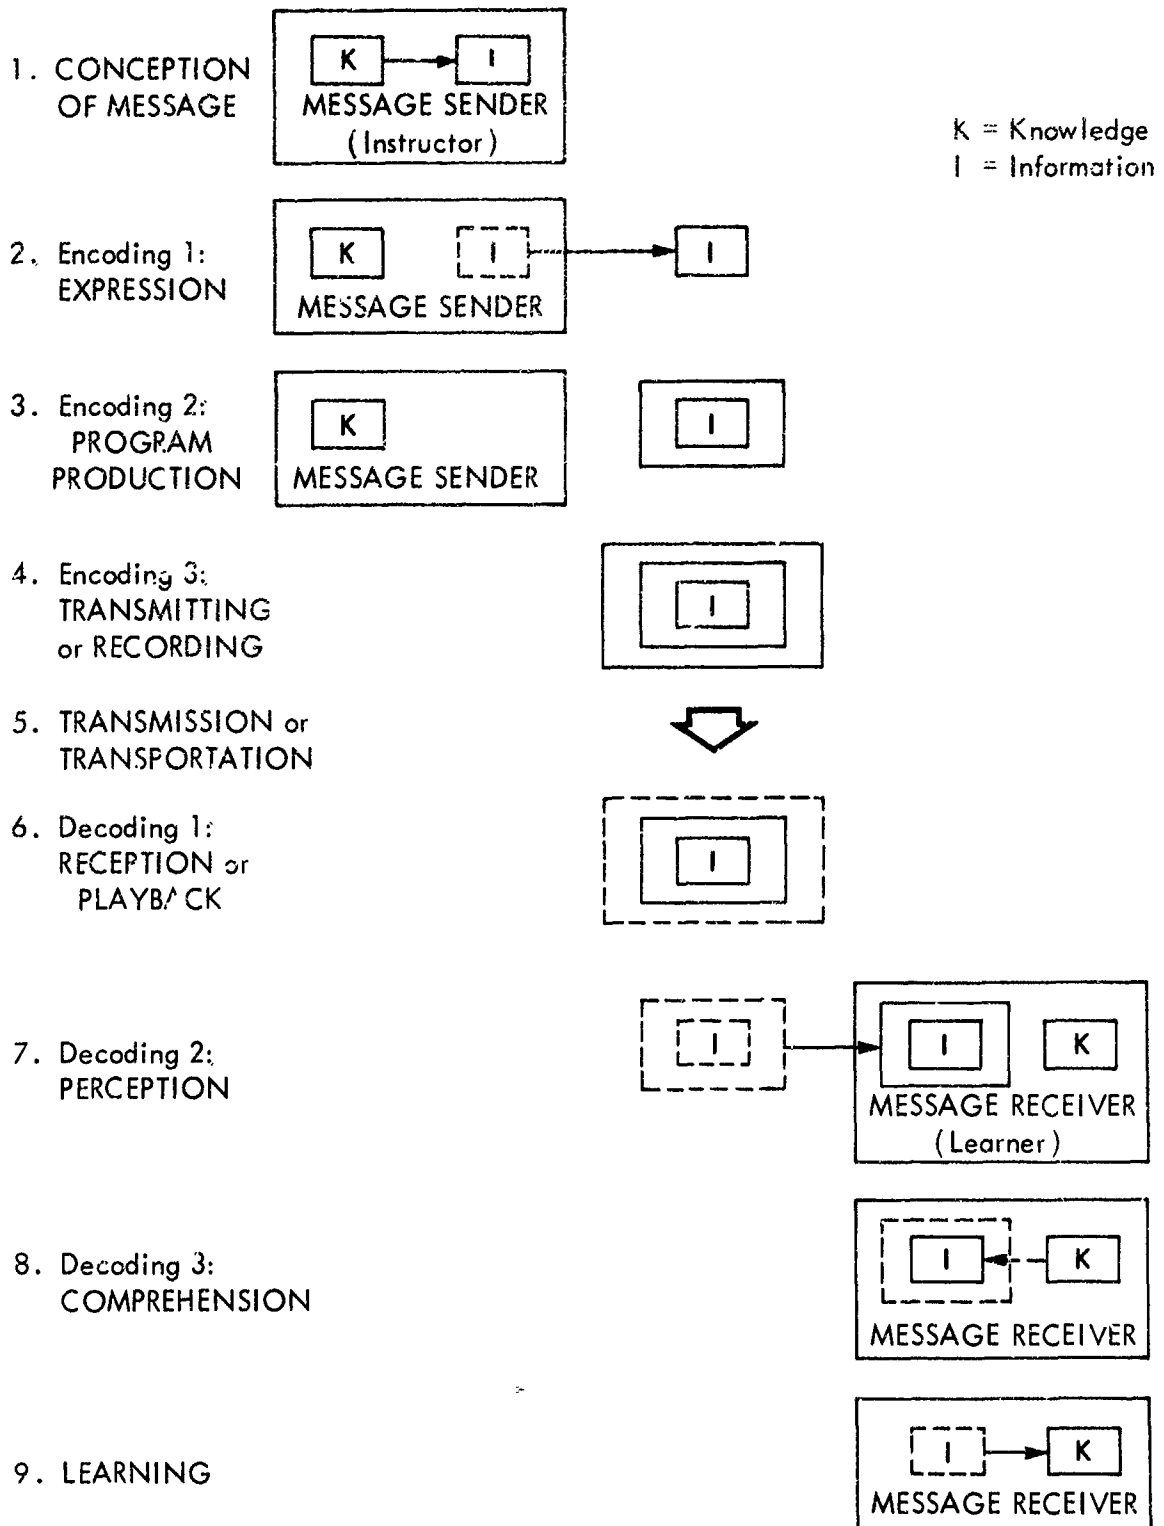 1. CONCEPTION
OF MESSAGE
K I
MESSAGE SENDER
(Instructor)
K = Knowledge
I = Information
2. Encoding 1:
EXPRESSION
K I I
MESSAGE SENDER
3. Encoding 2:
PROGRAM
PRODUCTION
K I
MESSAGE SENDER
4. Encoding 3:
TRANSMITTING
or RECORDING
I
5. TRANSMISSION or
TRANSPORTATION
6. Decoding 1:
RECEPTION or
PLAYBACK
I
7. Decoding 2:
PERCEPTION
I I K
MESSAGE RECEIVER
(Learner)
8. Decoding 3:
COMPREHENSION
I K
MESSAGE RECEIVER
9. LEARNING
I K
MESSAGE RECEIVER